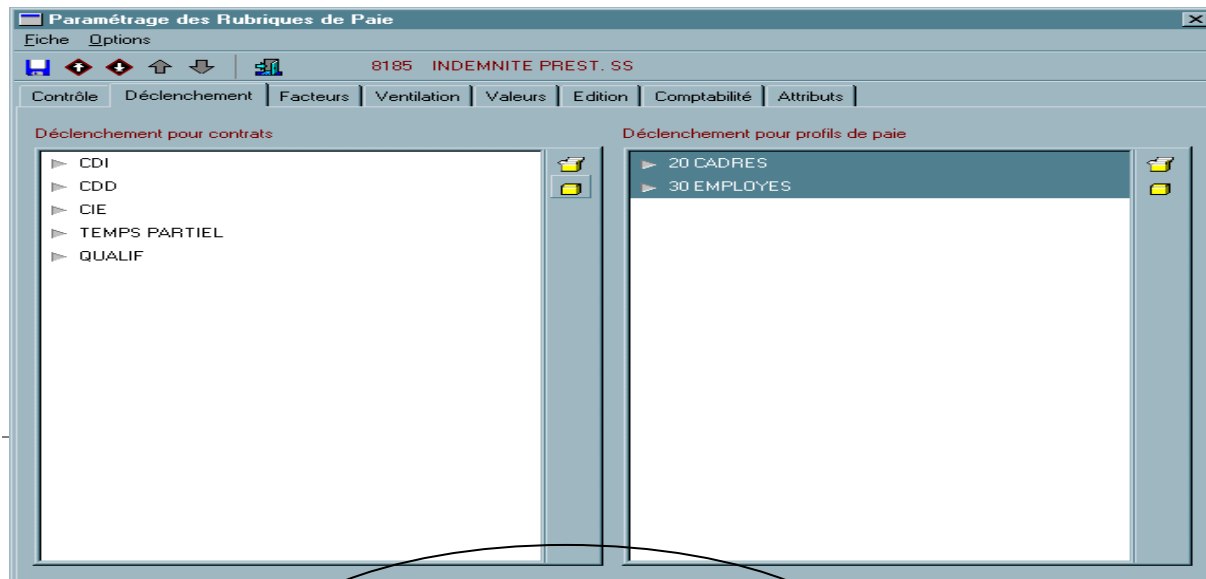 Paramétrage des Rubriques de Paie
Fiche Options
8185 INDEMNITE PREST. SS
Contrôle Déclenchement Facteurs Ventilation Valeurs Edition Comptabilité Attributs
Déclenchement pour contrats
CDI
CDD
CIE
TEMPS PARTIEL
QUALIF
Déclenchement pour profils de paie
20 CADRES
30 EMPLOYES